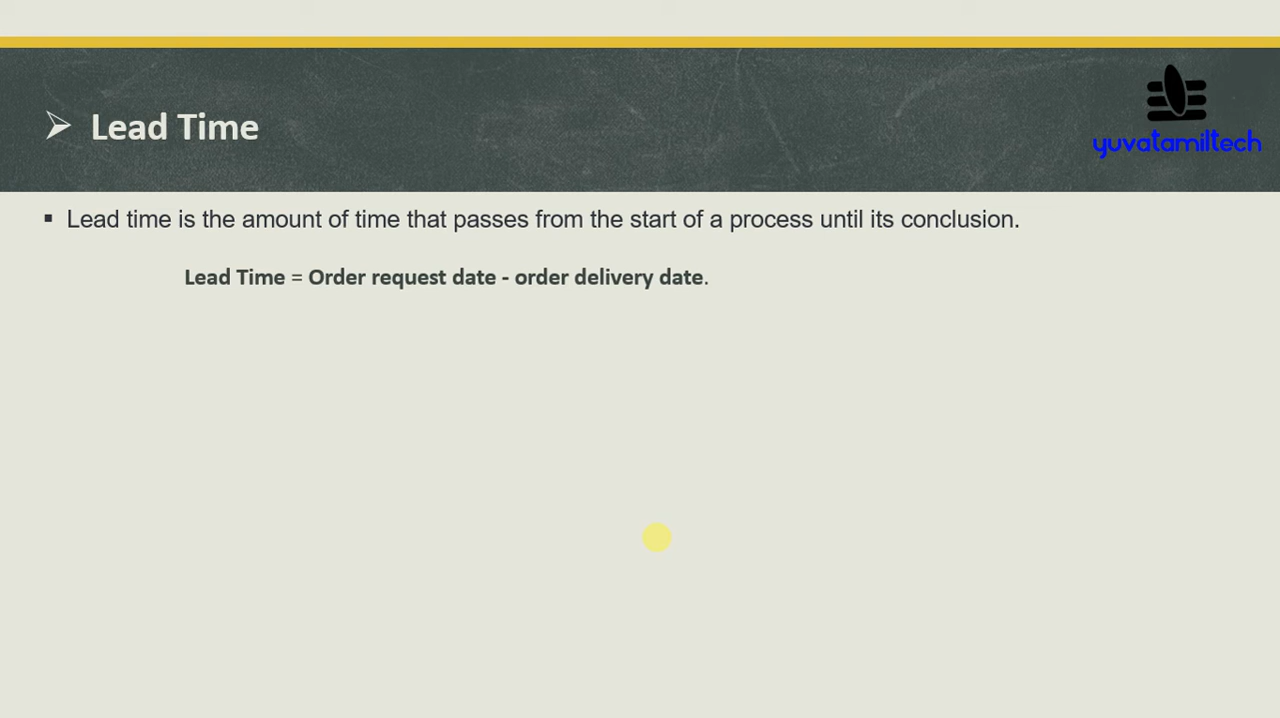 Lead Time
yuvatamiltech
Lead time is the amount of time that passes from the start of a process until its conclusion.
Lead Time = Order request date - order delivery date.